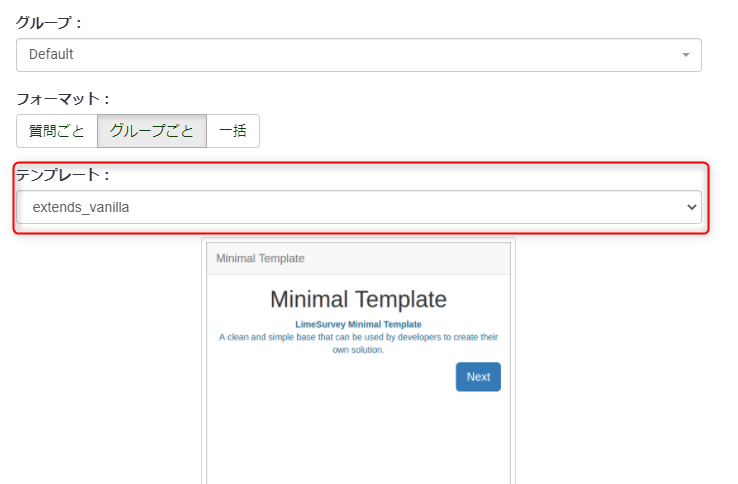 グループ：
Default
フォーマット：
質問ごと グループごと 一括
テンプレート：
extends_vanilla
Minimal Template
Minimal Template
LimeSurvey Minimal Template
A clean and simple base that can be used by developers to create their
own solution.
Next